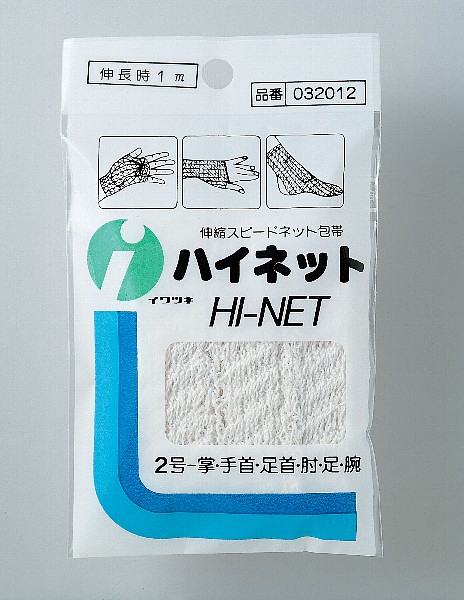 伸長時1m
品番 032012
伸縮スピードネット包帯
ハイネット
イワツキ
HI-NET
2号-掌・手首・足首・肘・足・腕